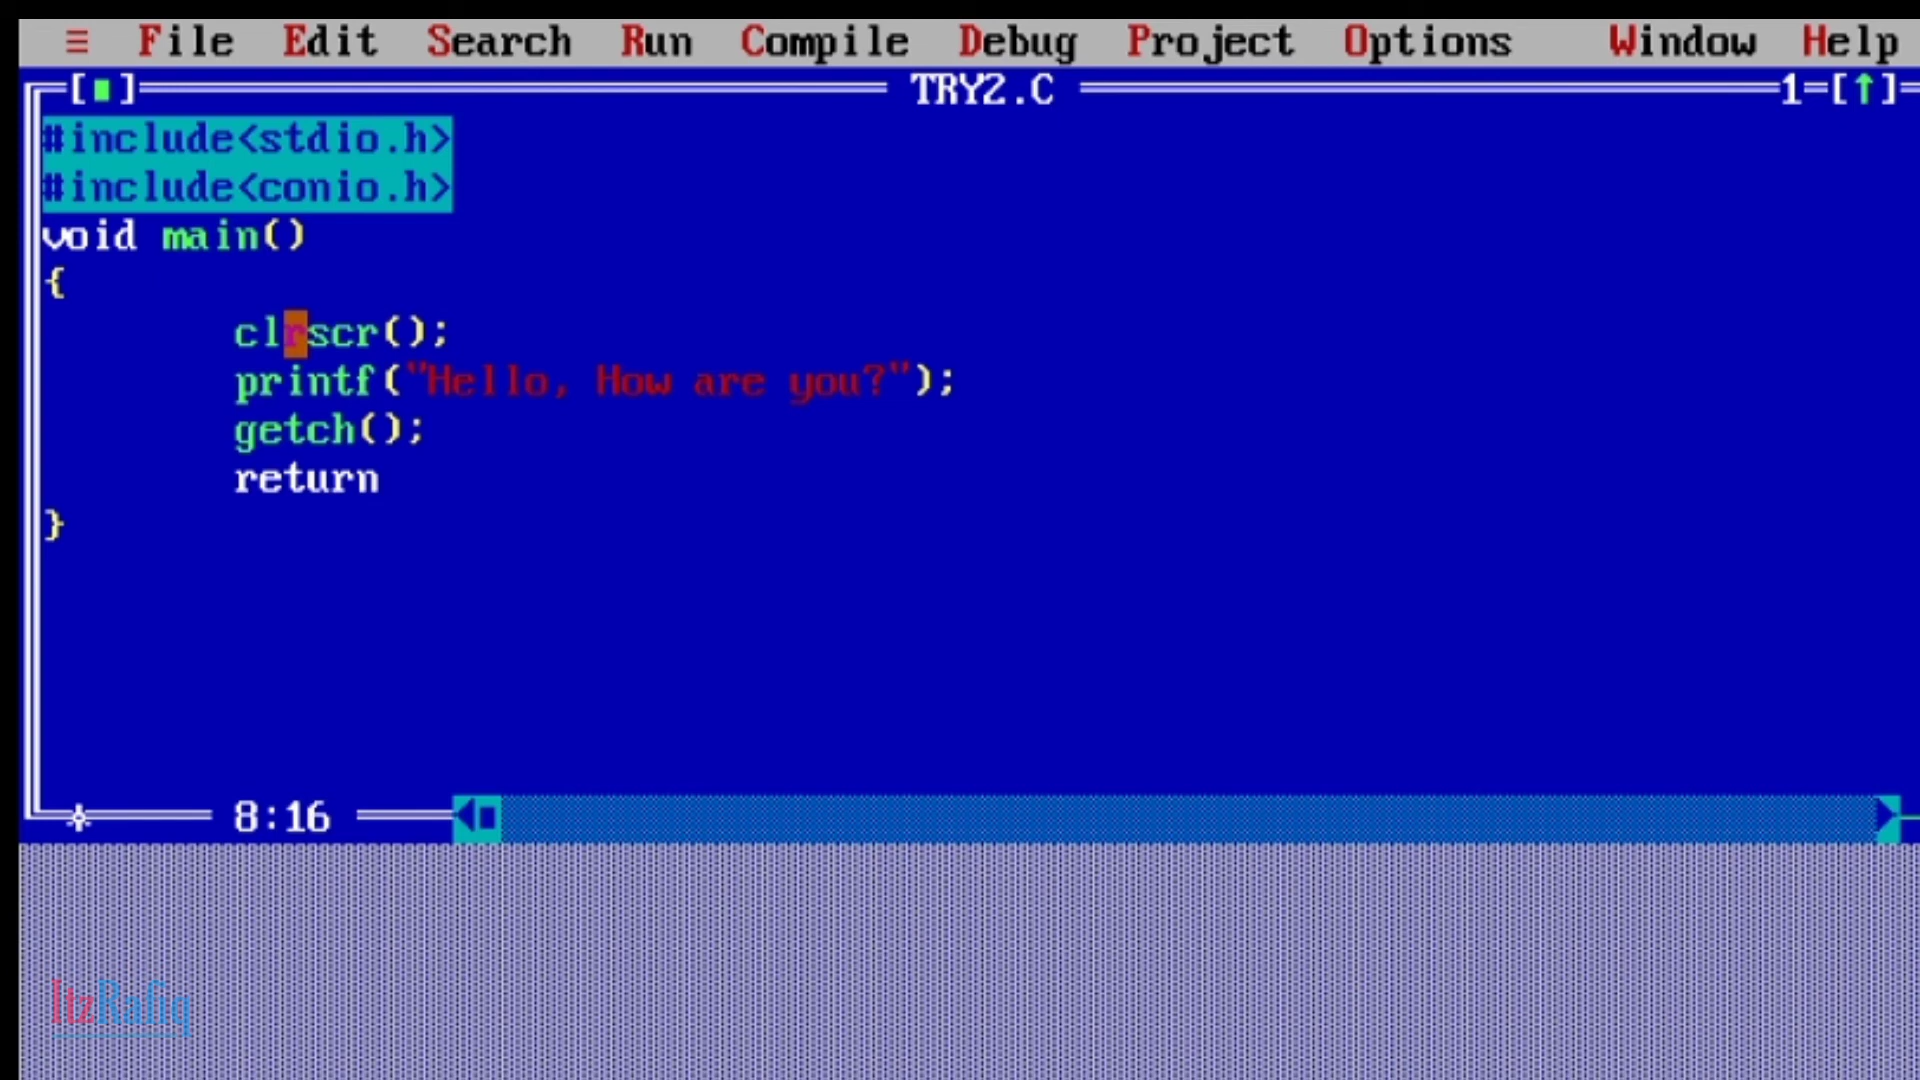 ≡ File Edit Search Run Compile Debug Project Options Window Help
[■] TRY2.C 1=[↑]
#include<stdio.h>
#include<conio.h>
void main()
{
clrscr();
printf("Hello, How are you?");
getch();
return
}
8:16
ItzRafiq